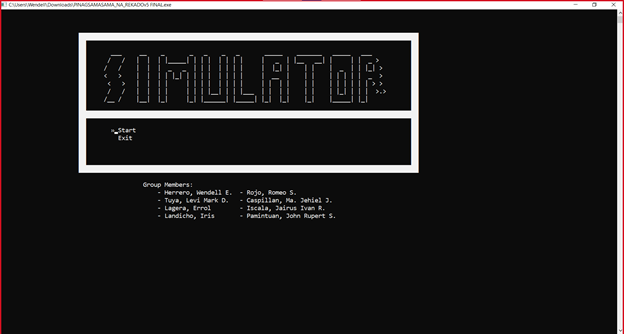 C:\Users\Wendell\Downloads\PINAGSAMASAMA_NA_REKADOv5 FINAL.exe
SIMULATOR
Start
Exit
Group Members:
- Herrero, Wendell E. - Rojo, Romeo S.
- Tuya, Levi Mark D. - Caspillan, Ma. Jehiel J.
- Lagera, Errol - Iscala, Jairus Ivan R.
- Landicho, Iris - Pamintuan, John Rupert S.